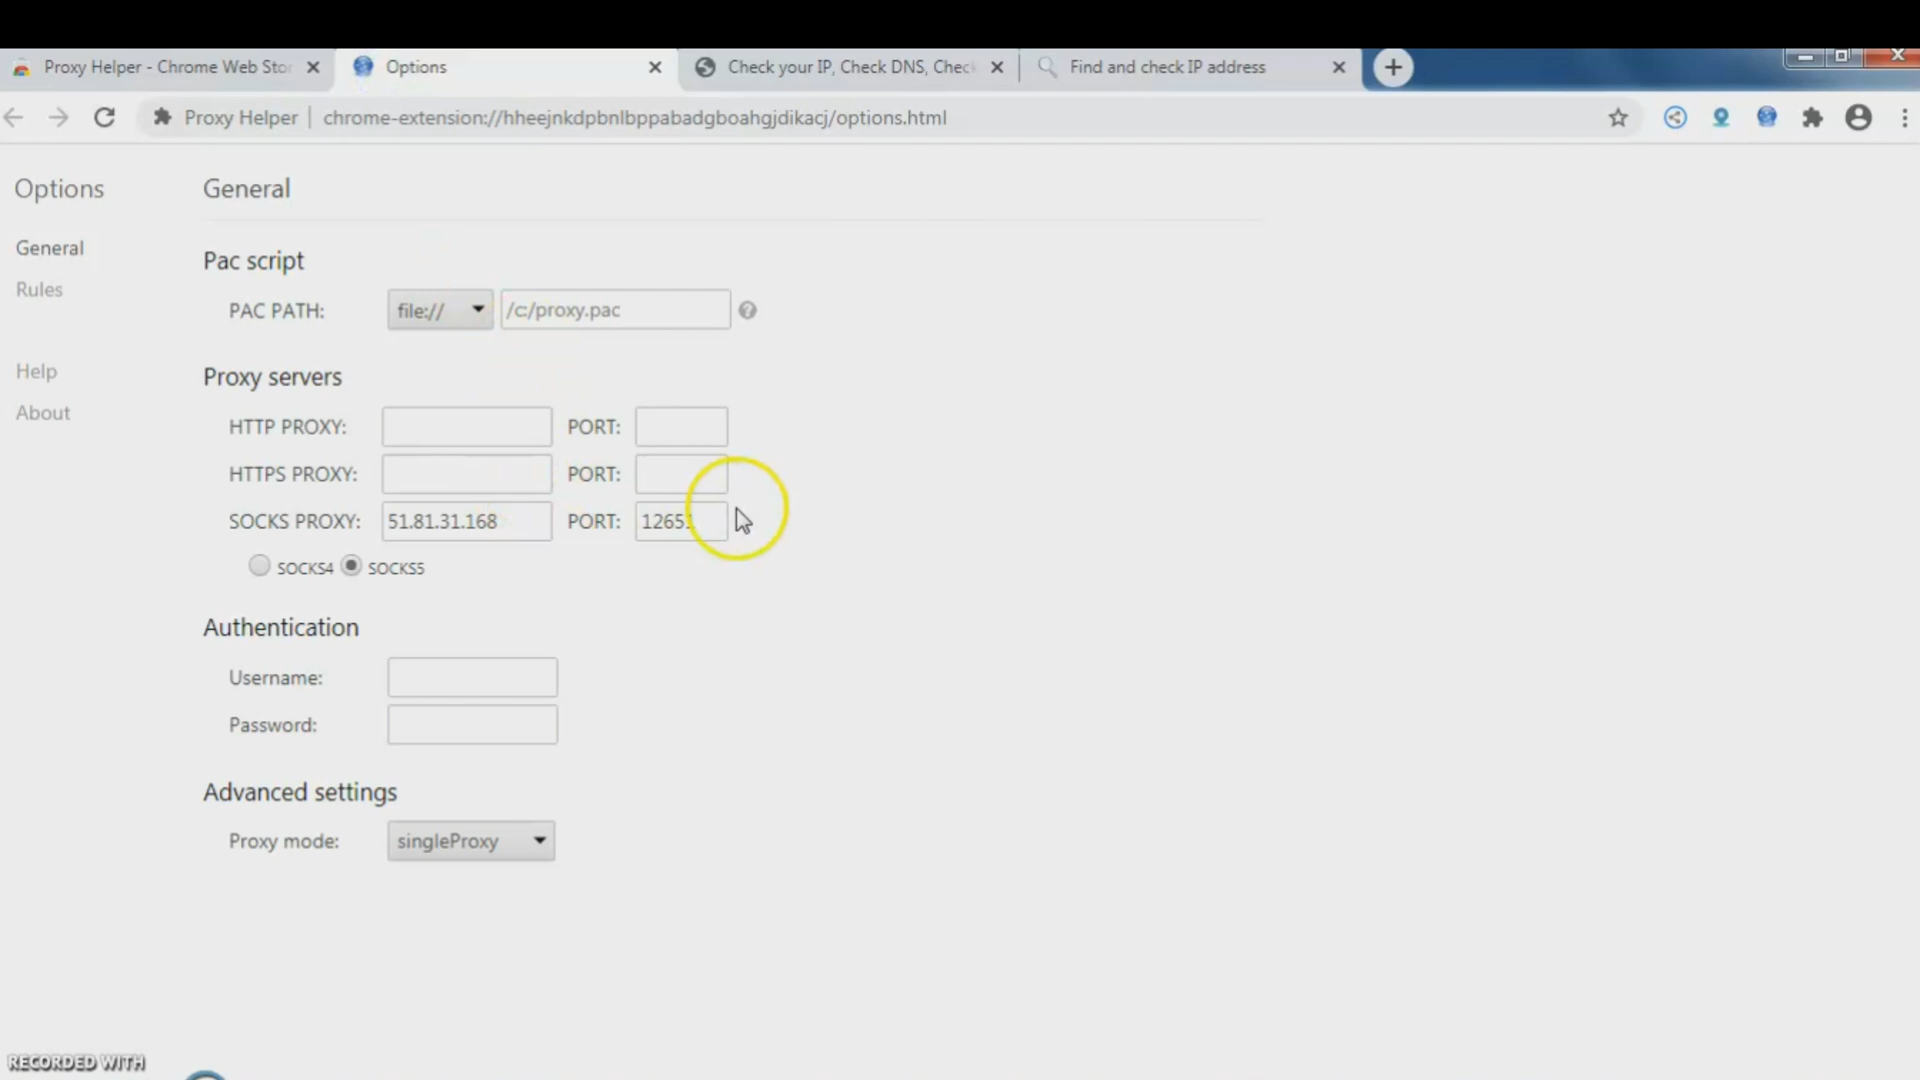 Proxy Helper - Chrome Web Stor
Options
Check your IP, Check DNS, Chec
Find and check IP address
Proxy Helper
chrome-extension://hheejnkdpbnlbppabadgboahgjdikacj/options.html
Options
General
Rules
Help
About
General
Pac script
PAC PATH: file:// /c:/proxy.pac
Proxy servers
HTTP PROXY: PORT:
HTTPS PROXY: PORT:
SOCKS PROXY: 51.81.31.168 PORT: 12651
SOCKS4 SOCKS5
Authentication
Username:
Password:
Advanced settings
Proxy mode: singleProxy
RECORDED WITH